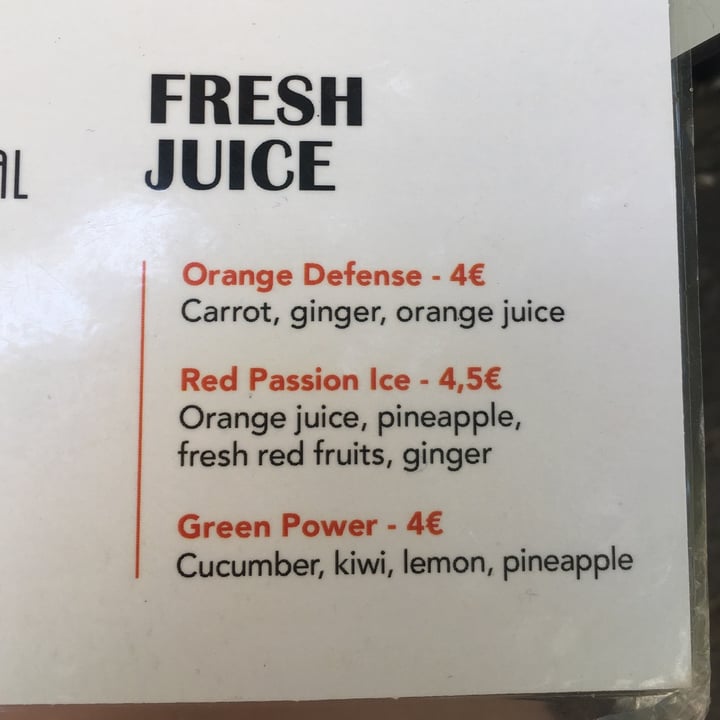 FRESH
JUICE
Orange Defense - 4€
Carrot, ginger, orange juice
Red Passion Ice - 4,5€
Orange juice, pineapple,
fresh red fruits, ginger
Green Power - 4€
Cucumber, kiwi, lemon, pineapple